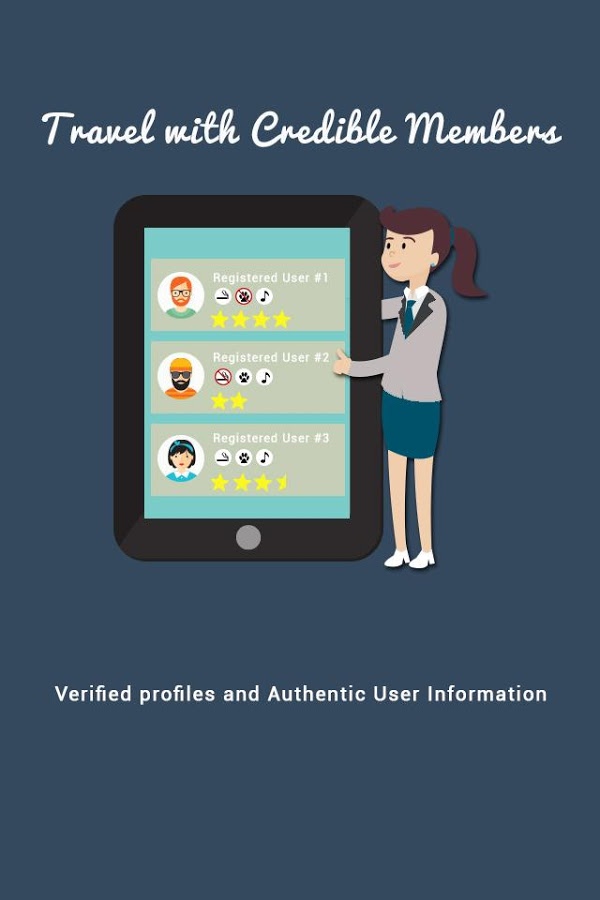 Travel with Credible Members
Registered User #1
Registered User #2
Registered User #3
Verified profiles and Authentic User Information